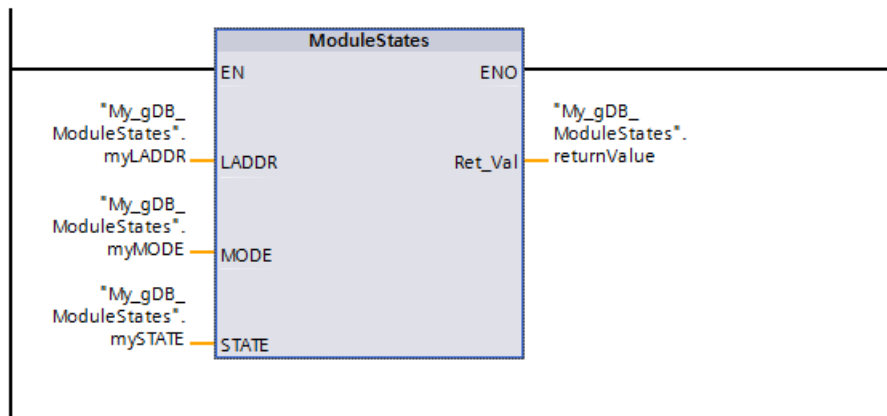 ModuleStates
EN ENO
"My_gDB_
ModuleStates".
myLADDR
LADDR
Ret_Val
"My_gDB_
ModuleStates".
returnValue
"My_gDB_
ModuleStates".
myMODE
MODE
"My_gDB_
ModuleStates".
mySTATE
STATE